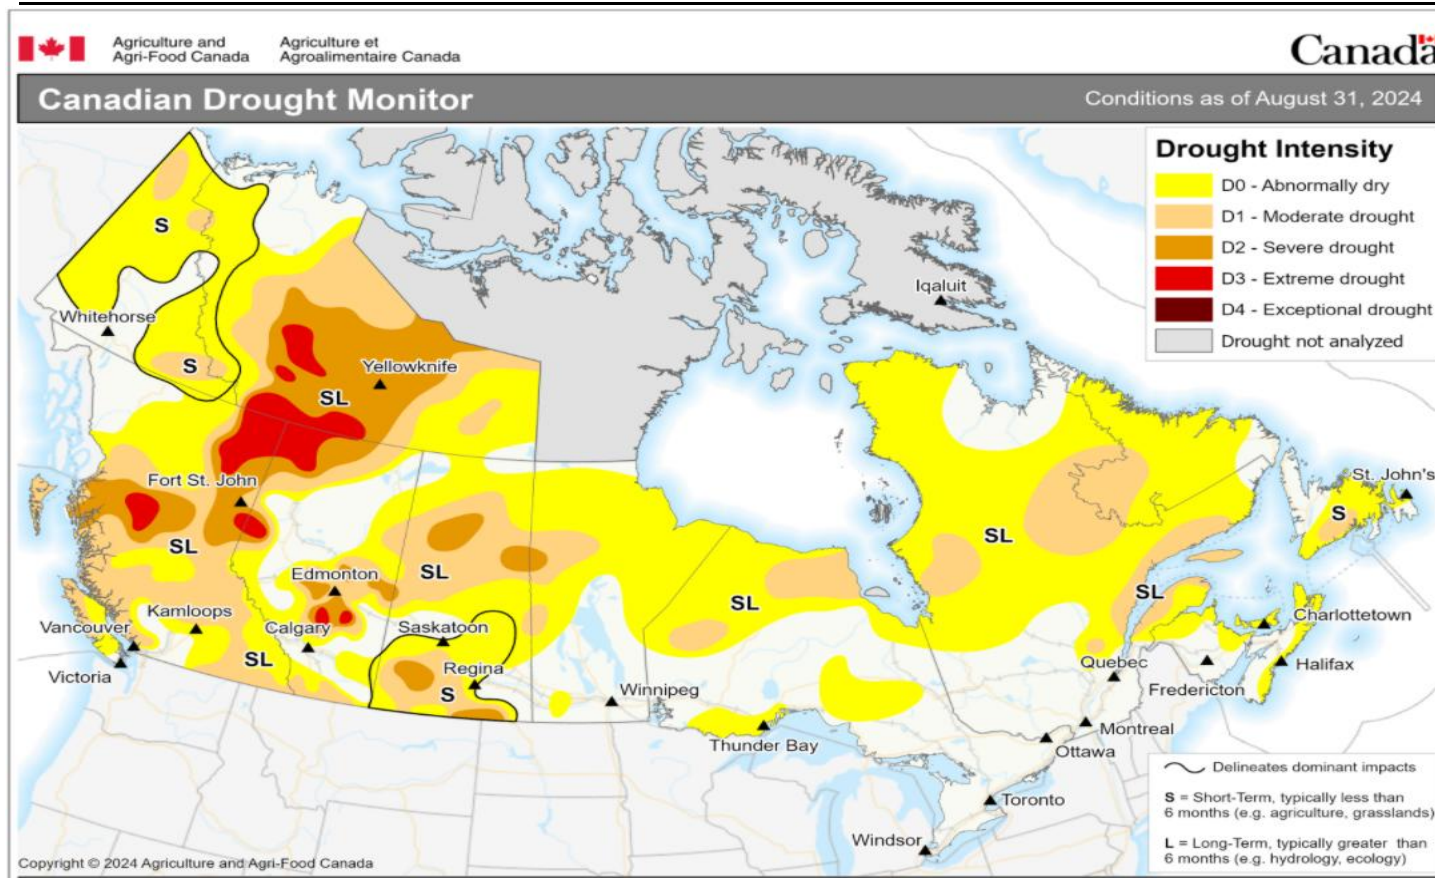 Agriculture and
Agri-Food Canada
Agriculture et
Agroalimentaire Canada
Canada
Canadian Drought Monitor
Conditions as of August 31, 2024
Drought Intensity
D0 - Abnormally dry
D1 - Moderate drought
D2 - Severe drought
D3 - Extreme drought
D4 - Exceptional drought
Drought not analyzed
S
Iqaluit
Whitehorse
S
Yellowknife
SL
Fort St. John
St. John's
S
SL
SL
Edmonton
SL
SL
SL
Kamloops
Charlottetown
Vancouver
Calgary
Saskatoon
SL
Regina
Quebec
Halifax
Victoria
S
Winnipeg
Fredericton
Thunder Bay
Montreal
Ottawa
Toronto
Windsor
Delineates dominant impacts
S = Short-Term, typically less than
6 months (e.g. agriculture, grasslands)
L = Long-Term, typically greater than
6 months (e.g. hydrology, ecology)
Copyright © 2024 Agriculture and Agri-Food Canada